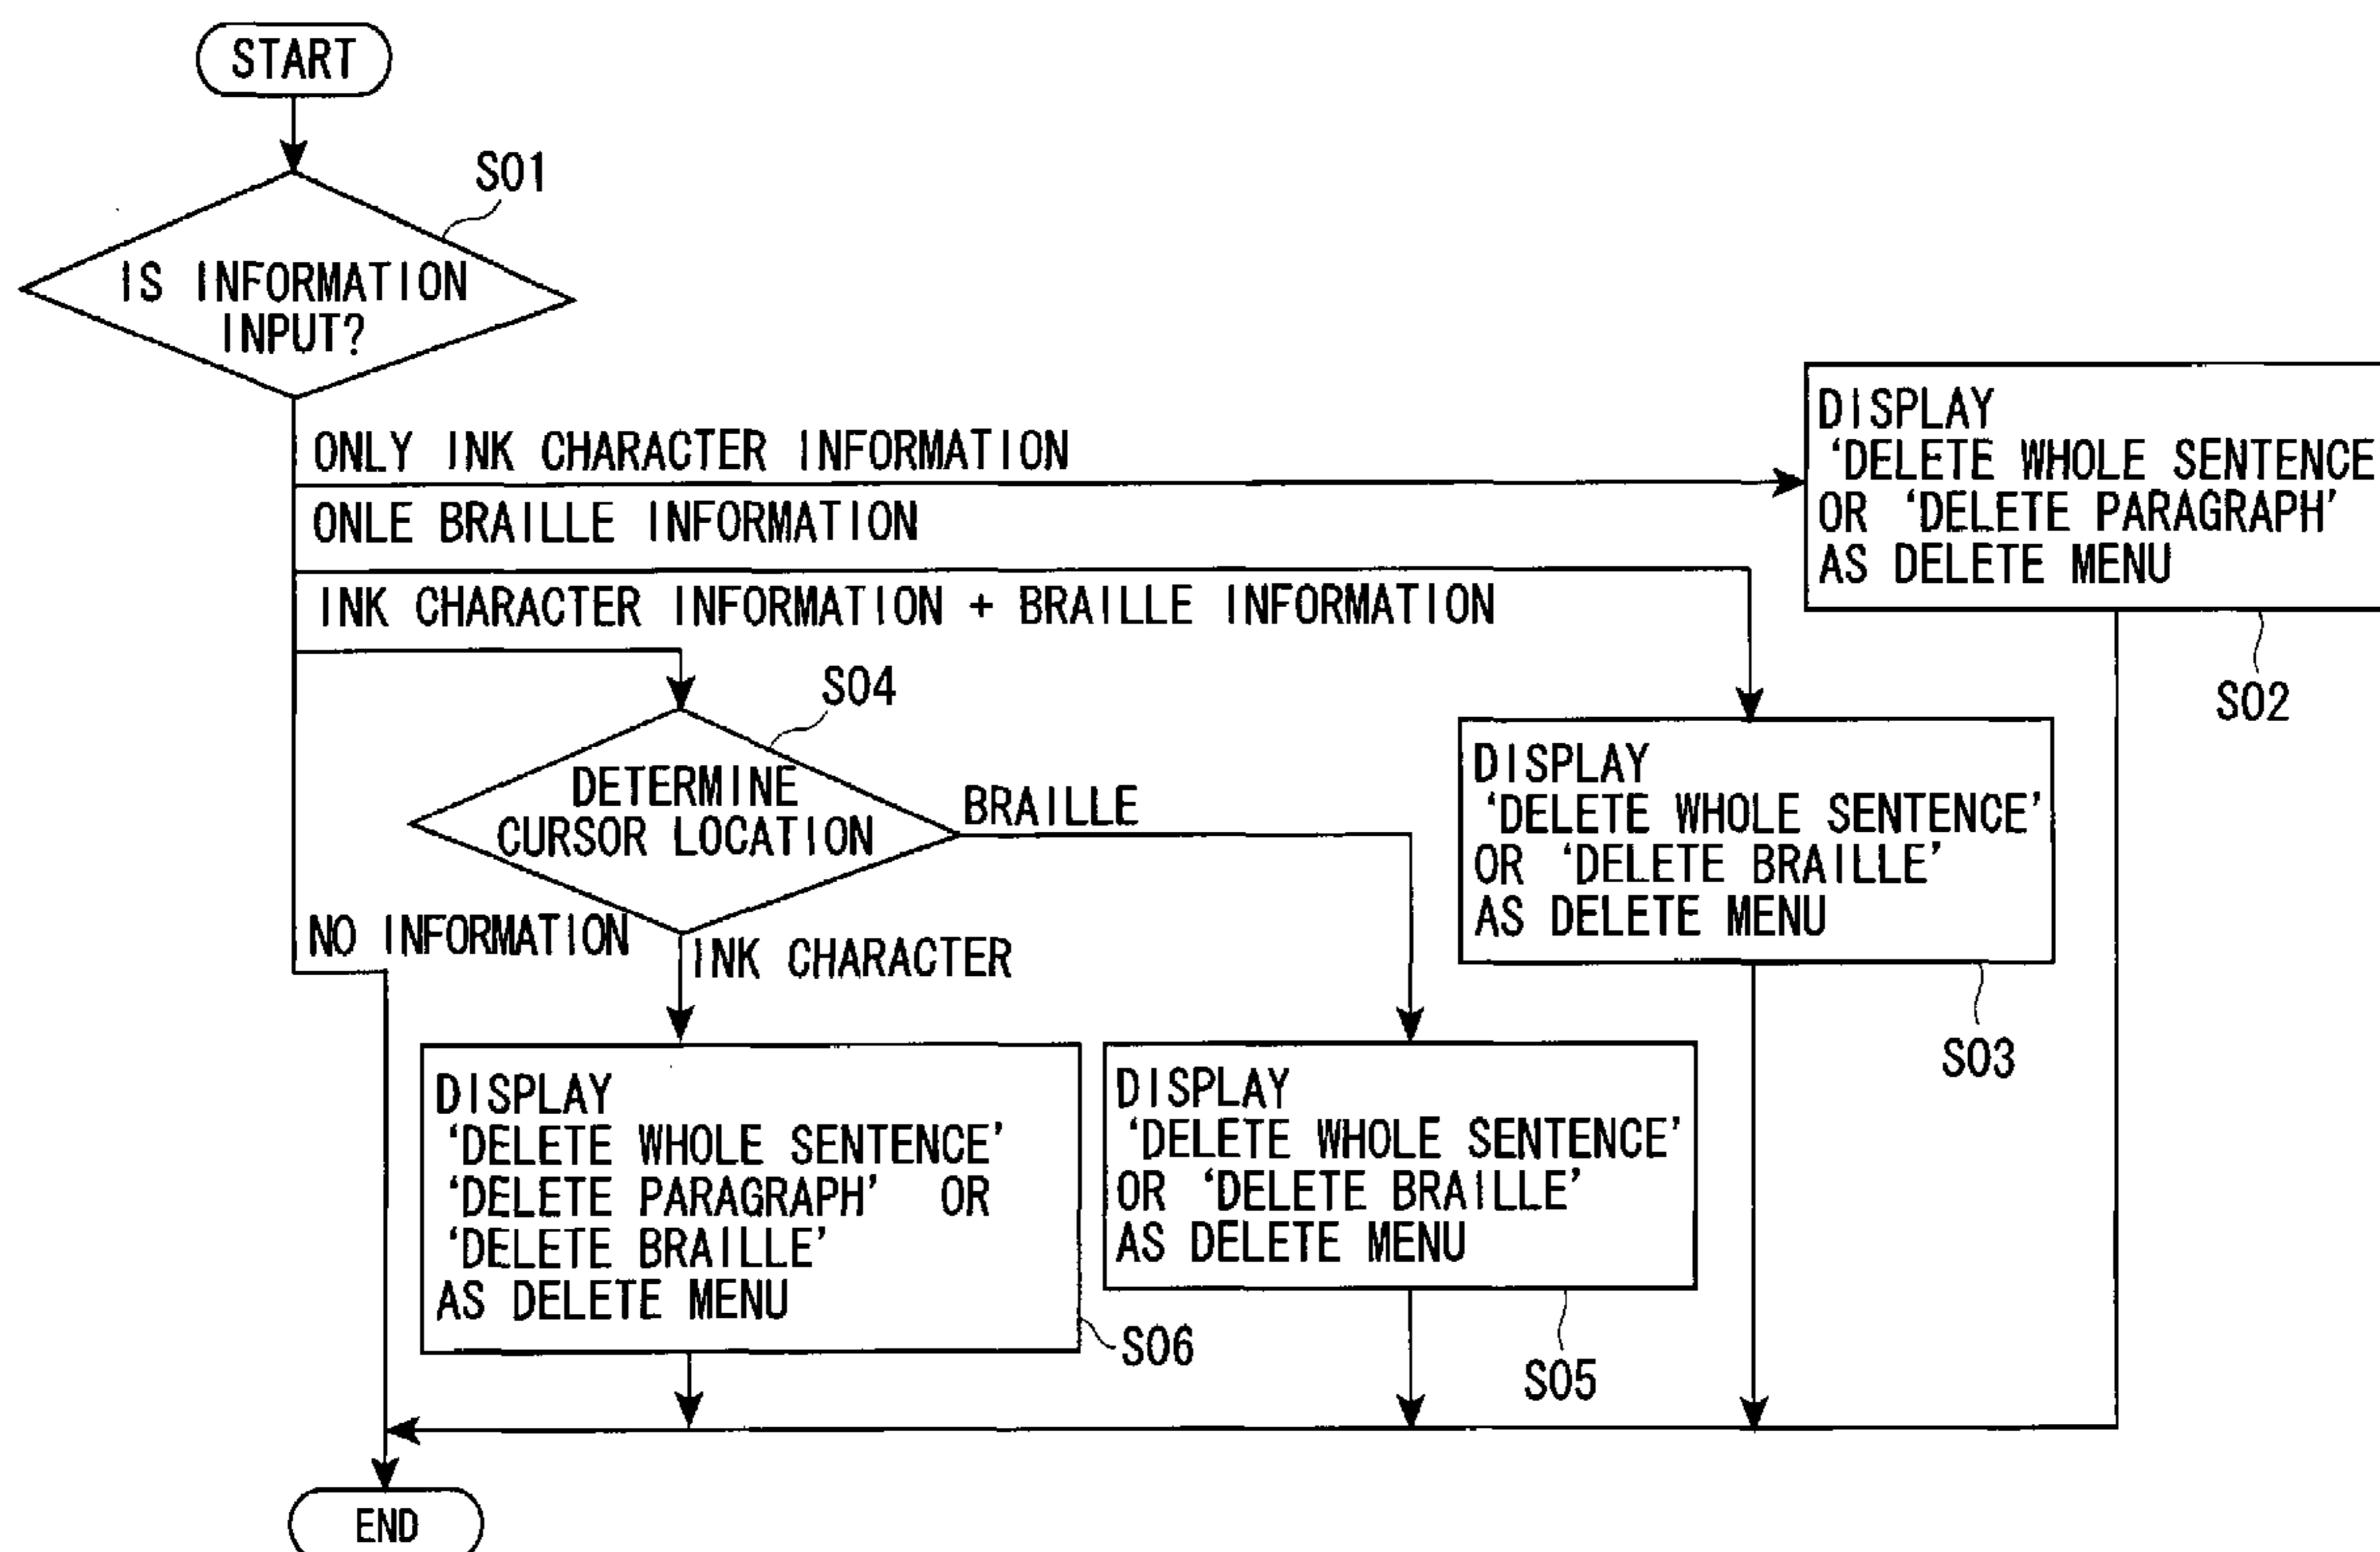 START
S01
IS INFORMATION
INPUT?
ONLY INK CHARACTER INFORMATION
ONLE BRAILLE INFORMATION
INK CHARACTER INFORMATION + BRAILLE INFORMATION
DISPLAY
‘DELETE WHOLE SENTENCE
OR ‘DELETE PARAGRAPH’
AS DELETE MENU
S02
S04
DETERMINE
CURSOR LOCATION
BRAILLE
DISPLAY
‘DELETE WHOLE SENTENCE’
OR ‘DELETE BRAILLE’
AS DELETE MENU
S03
NO INFORMATION
INK CHARACTER
DISPLAY
‘DELETE WHOLE SENTENCE’
‘DELETE PARAGRAPH’ OR
‘DELETE BRAILLE’
AS DELETE MENU
S06
DISPLAY
‘DELETE WHOLE SENTENCE’
OR ‘DELETE BRAILLE’
AS DELETE MENU
S05
END